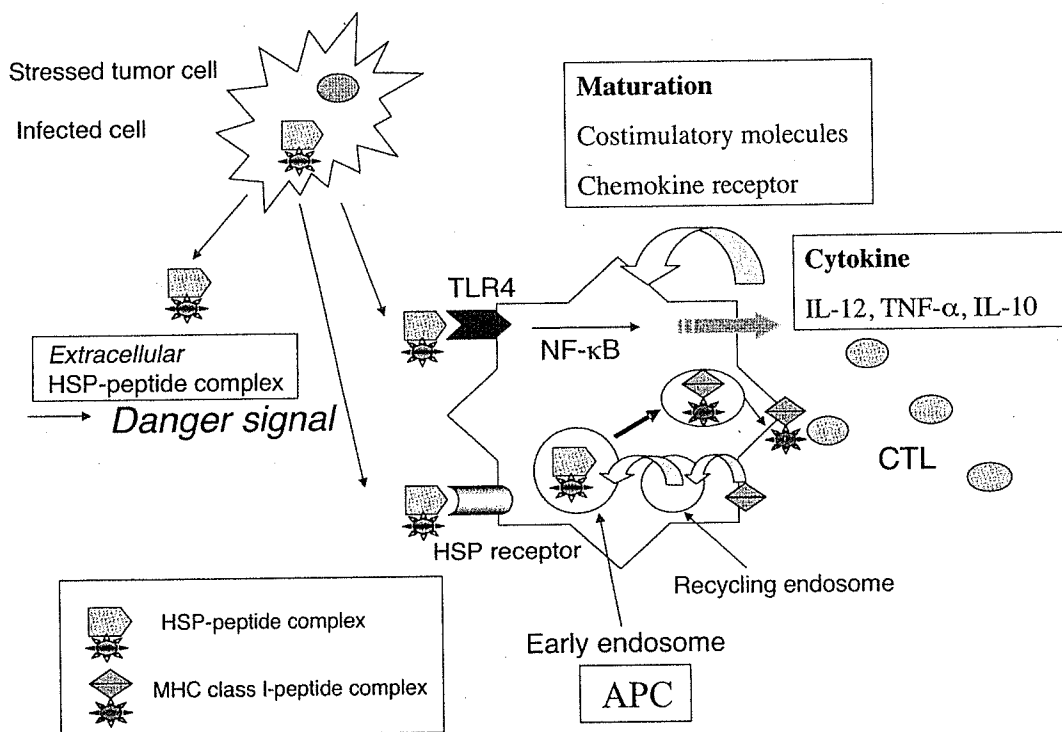 Stressed tumor cell
Infected cell
Maturation
Costimulatory molecules
Chemokine receptor
Cytokine
IL-12, TNF-α, IL-10
TLR4
NF-κB
Extracellular
HSP-peptide complex
Danger signal
CTL
HSP receptor
Recycling endosome
Early endosome
APC
HSP-peptide complex
MHC class I-peptide complex